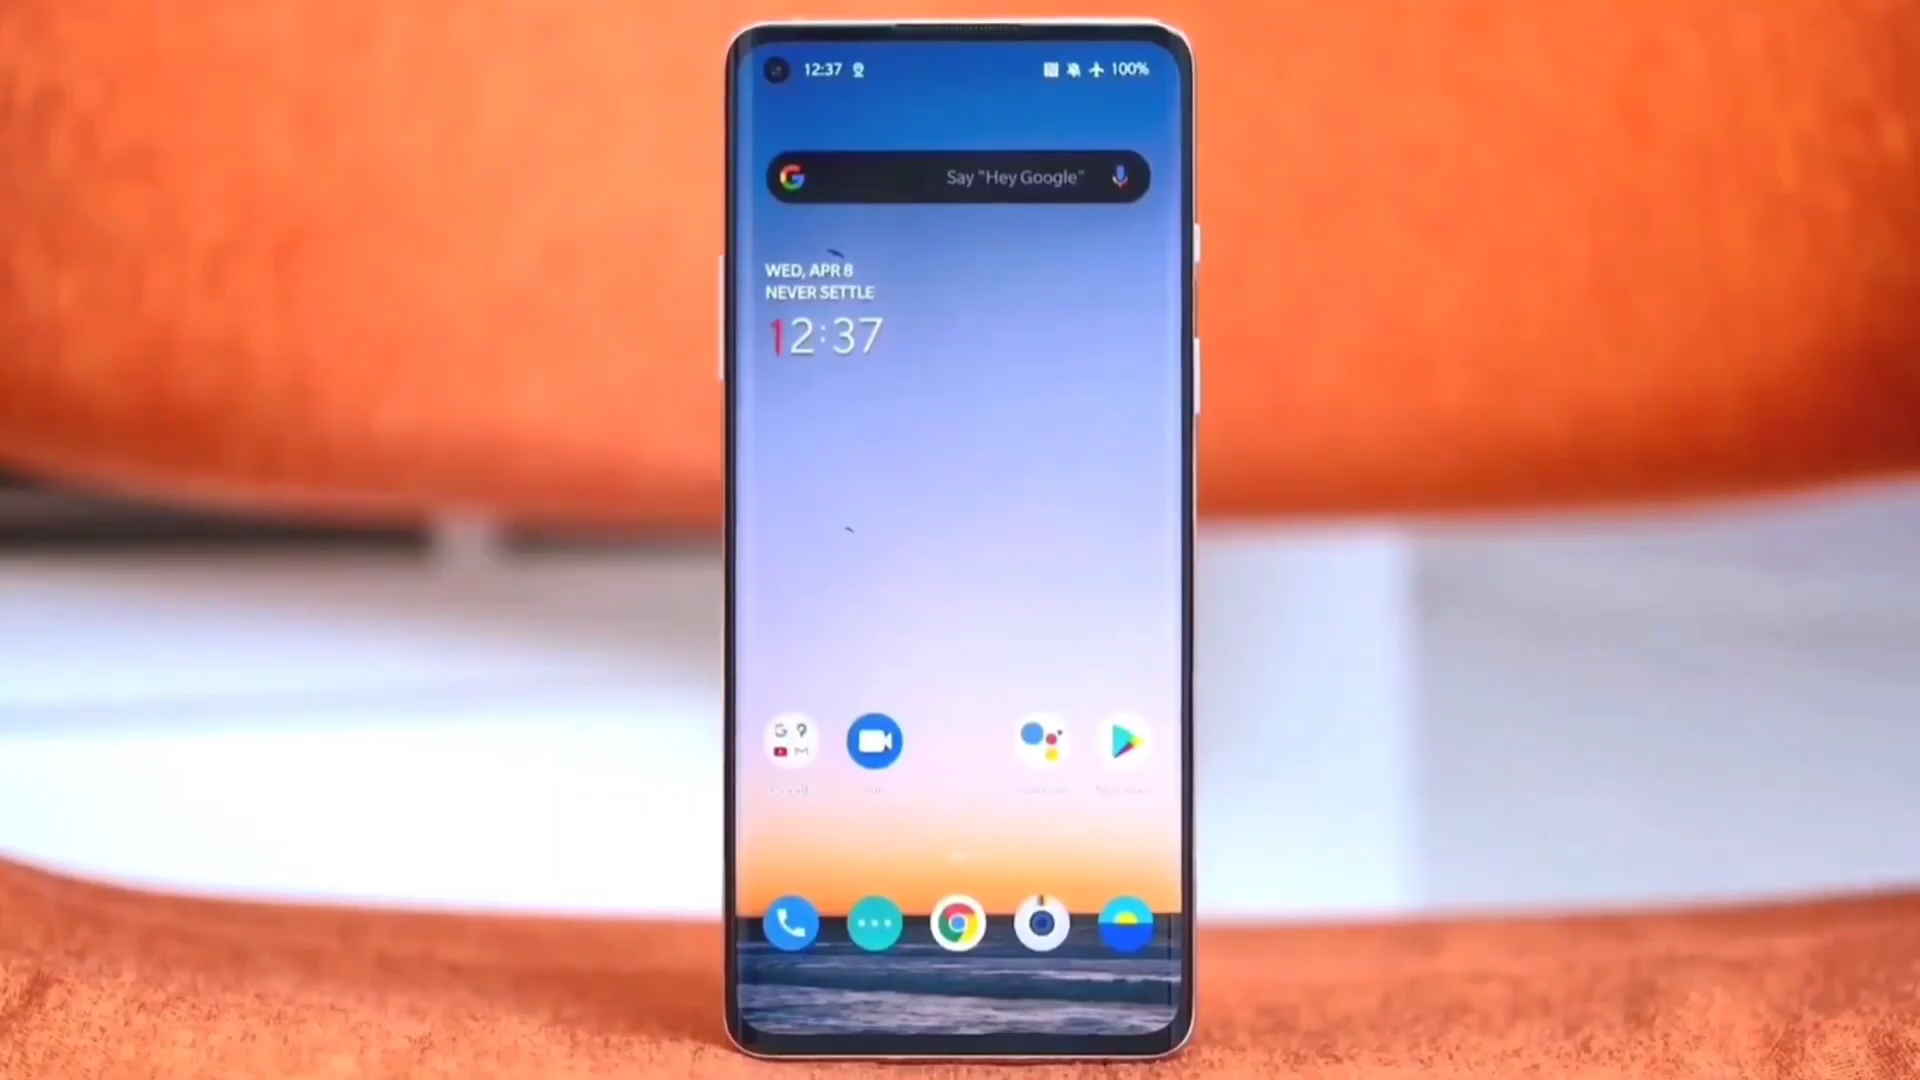 12:37
100%
G Say "Hey Google"
WED, APR 8
NEVER SETTLE
12:37